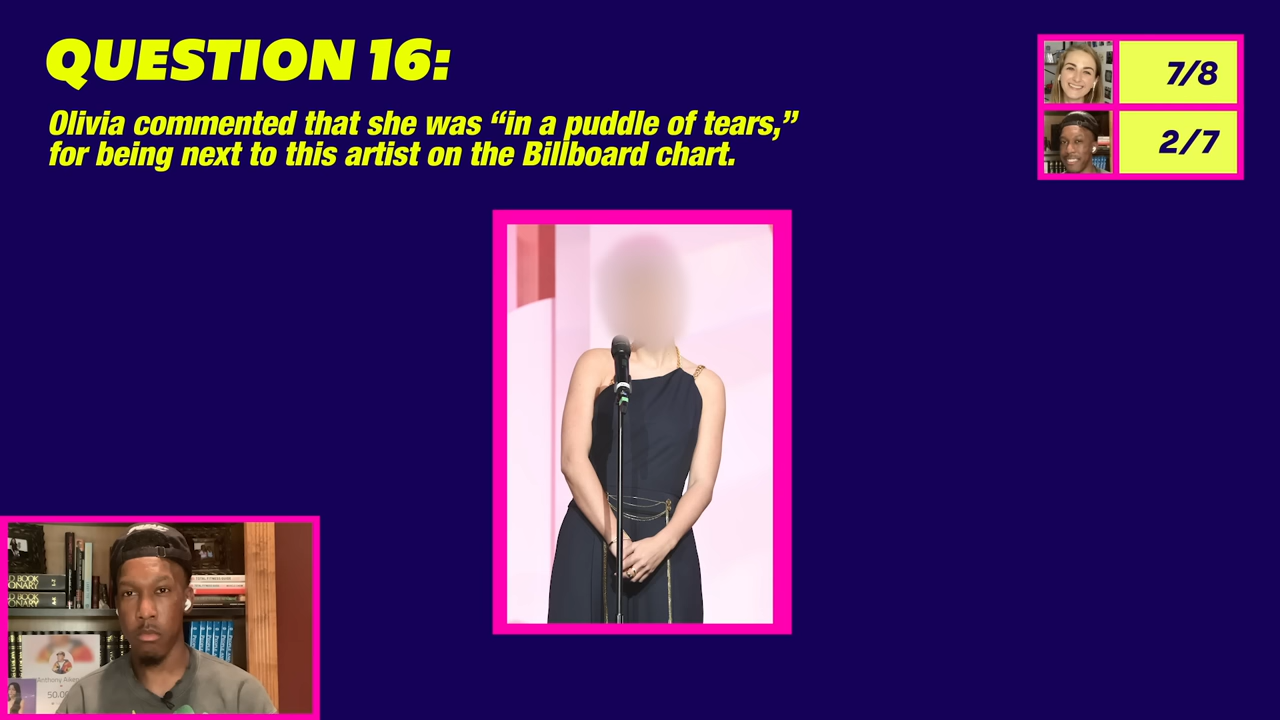 QUESTION 16:
Olivia commented that she was “in a puddle of tears,”
for being next to this artist on the Billboard chart.
7/8
2/7